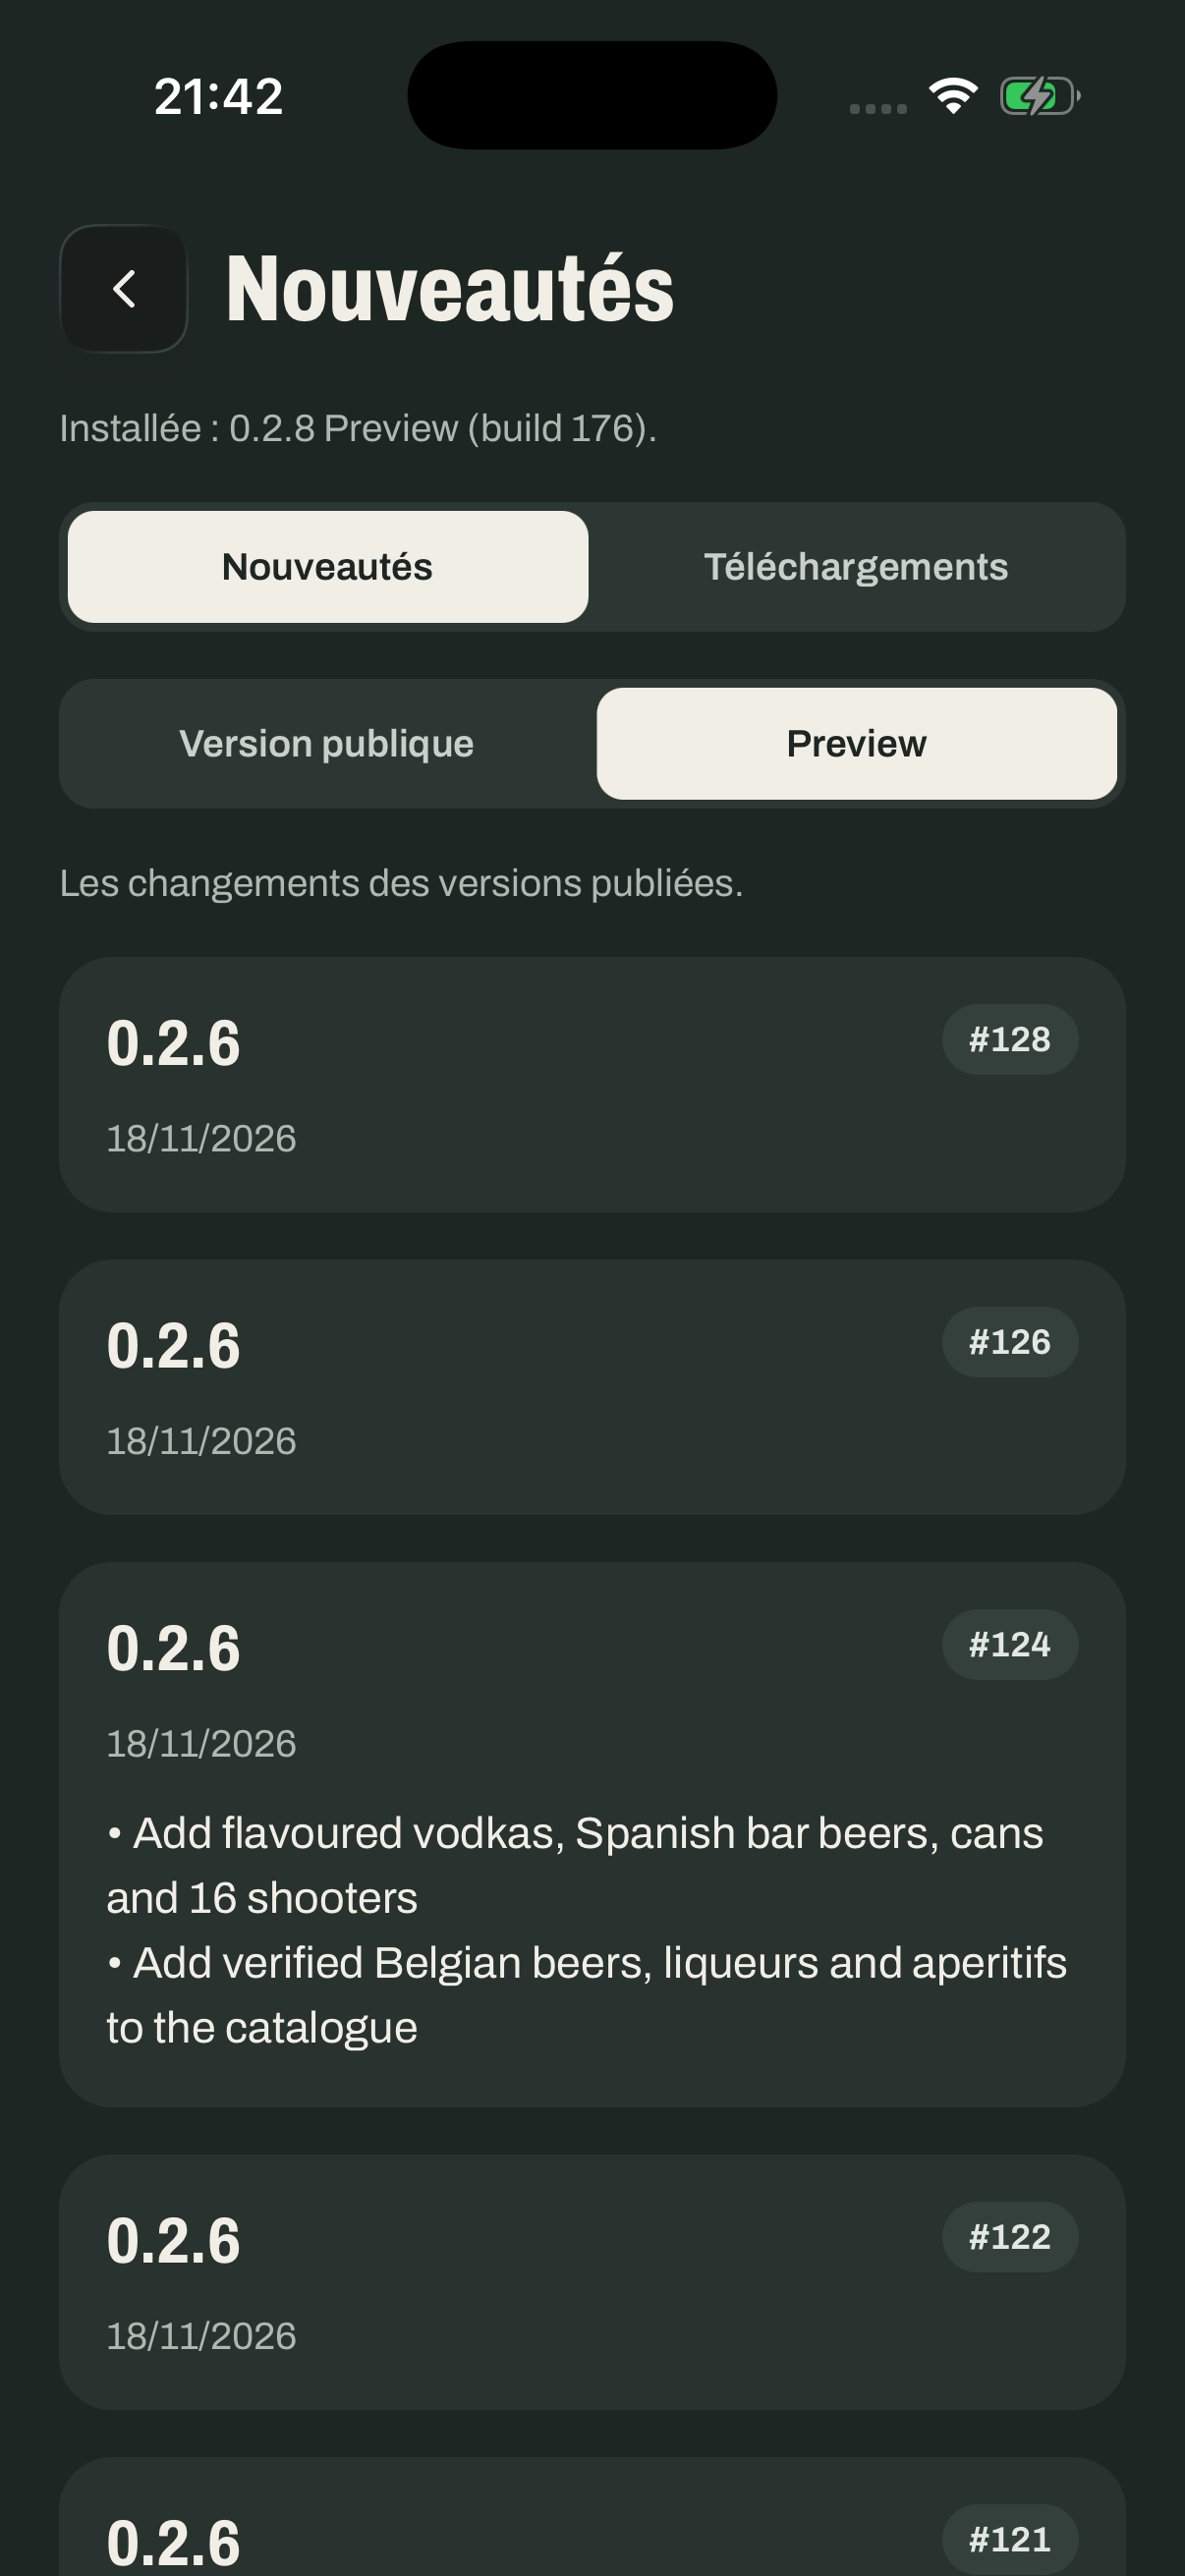 21:42
Nouveautés
Installée : 0.2.8 Preview (build 176).
Nouveautés
Téléchargements
Version publique
Preview
Les changements des versions publiées.
0.2.6
#128
18/11/2026
0.2.6
#126
18/11/2026
0.2.6
#124
18/11/2026
• Add flavoured vodkas, Spanish bar beers, cans
and 16 shooters
• Add verified Belgian beers, liqueurs and aperitifs
to the catalogue
0.2.6
#122
18/11/2026
0.2.6
#121